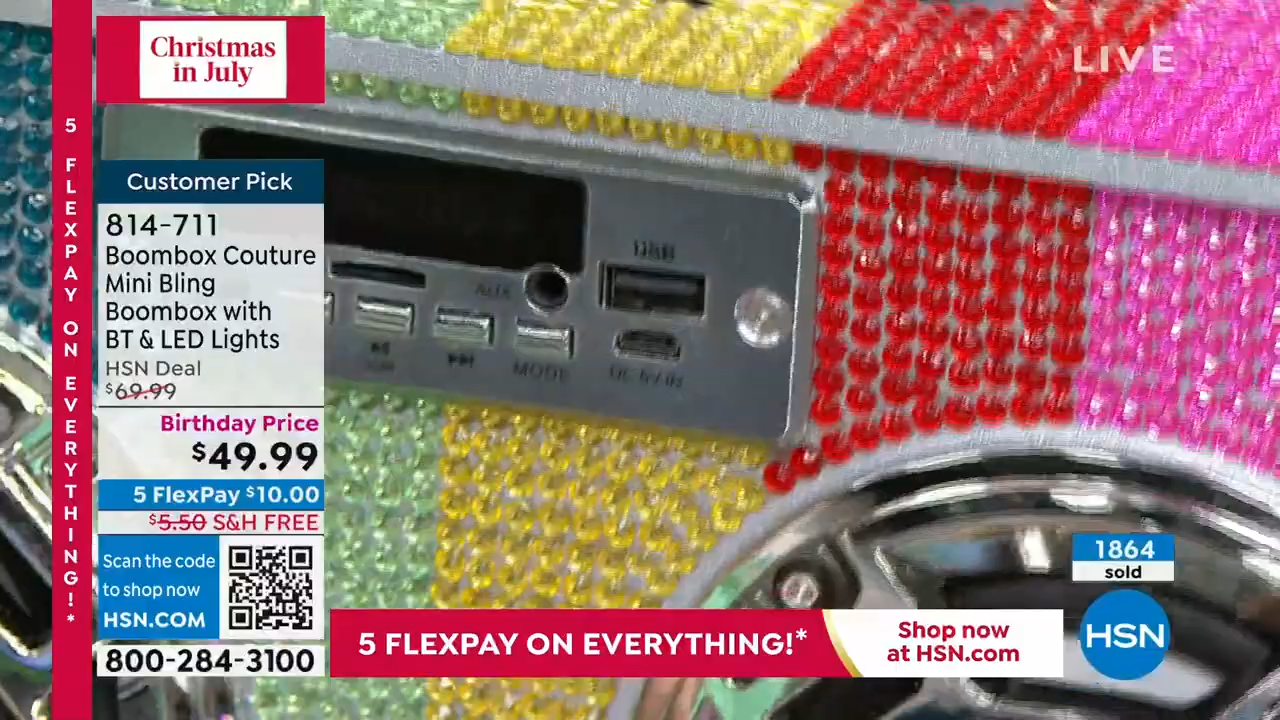 Christmas
in July
LIVE
5 FLEXPAY ON EVERYTHING!*
Customer Pick
814-711
Boombox Couture
Mini Bling
Boombox with
BT & LED Lights
HSN Deal
$69.99
Birthday Price
$49.99
5 FlexPay $10.00
$5.50 S&H FREE
Scan the code
to shop now
HSN.COM
800-284-3100
USB
AUX
MODE
DC 5V IN
1864
sold
5 FLEXPAY ON EVERYTHING!*
Shop now
at HSN.com
HSN